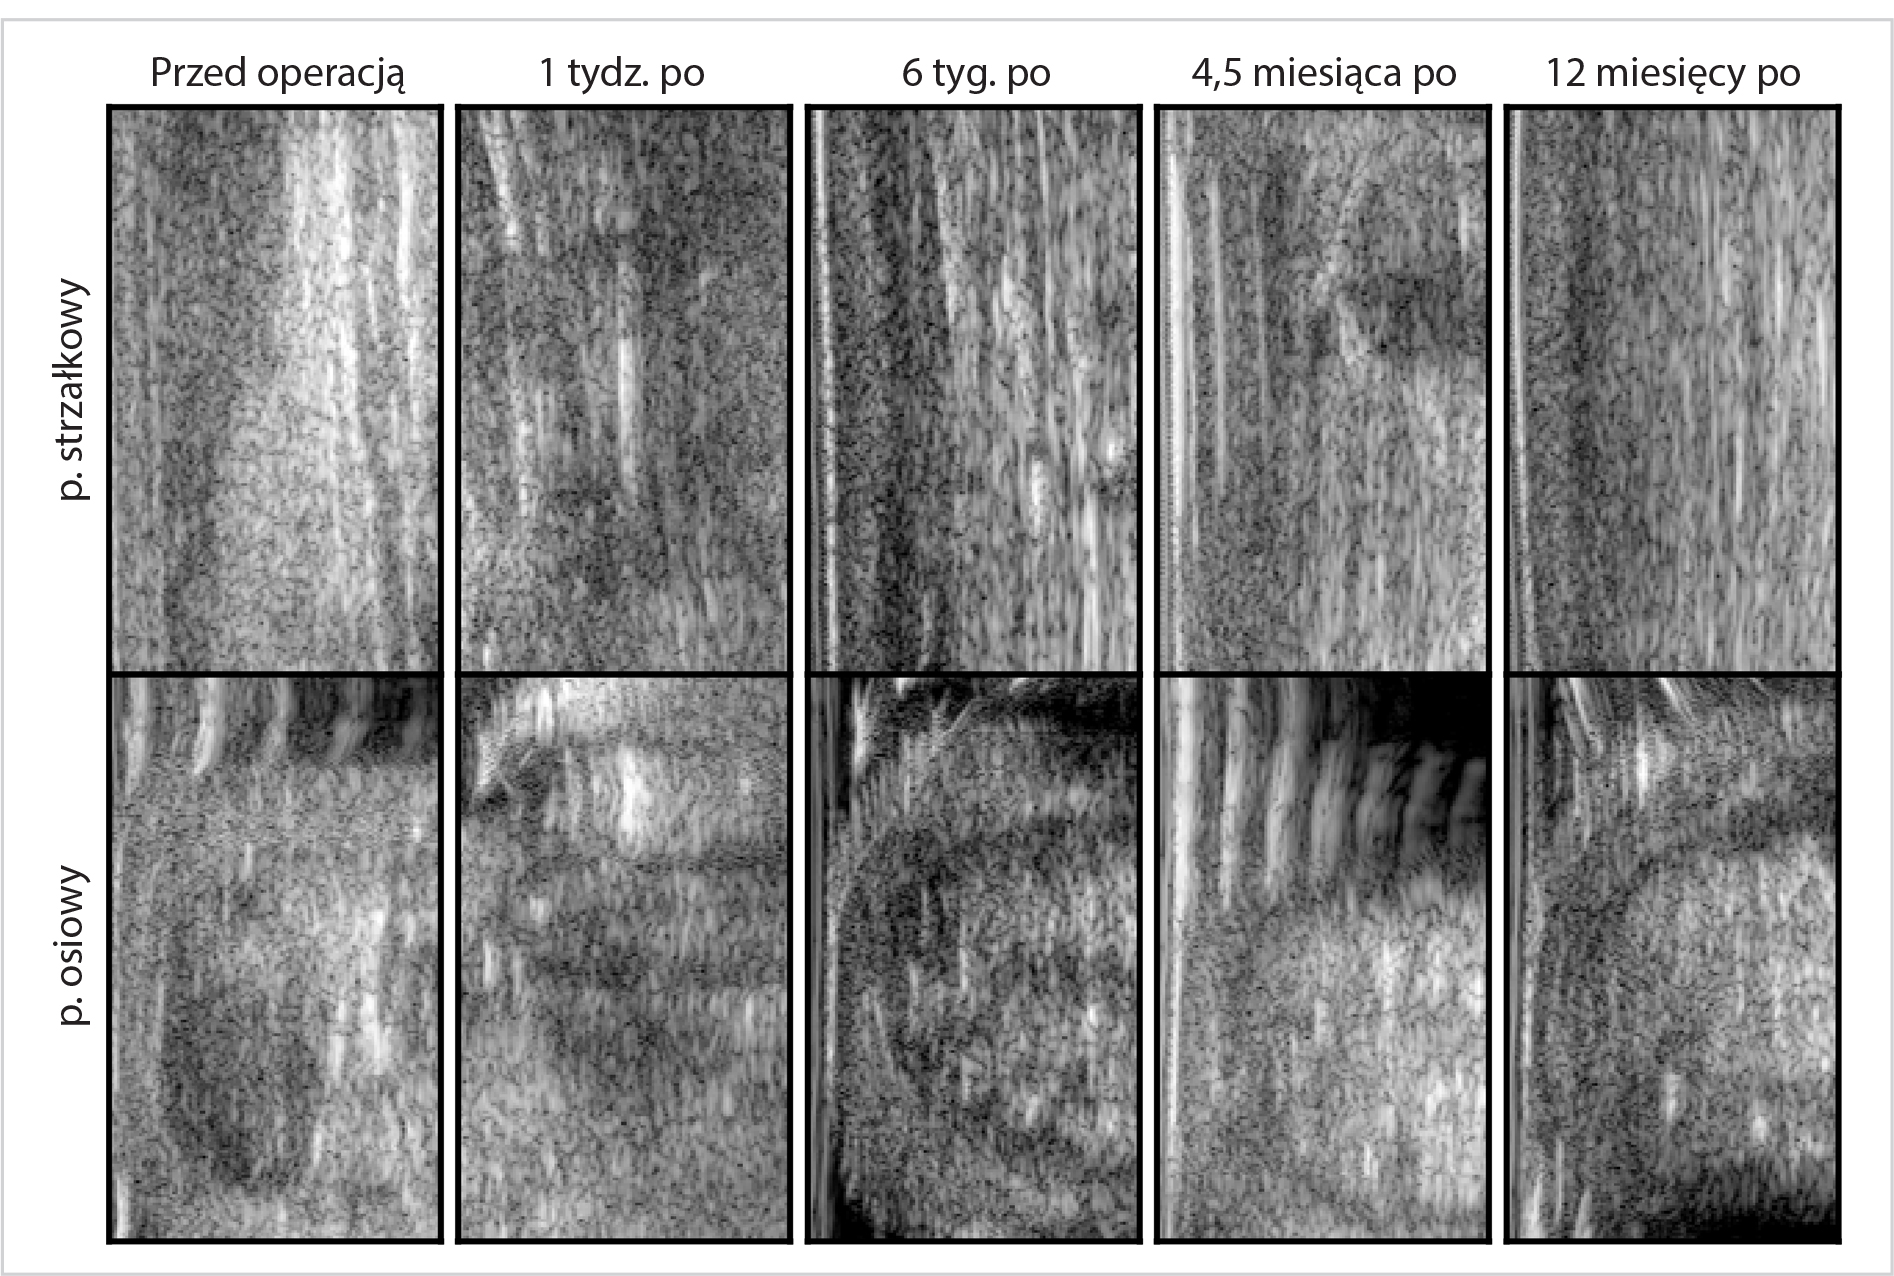 Przed operacją
1 tydz. po
6 tyg. po
4,5 miesiąca po
12 miesięcy po
p. strzałkowy
p. osiowy